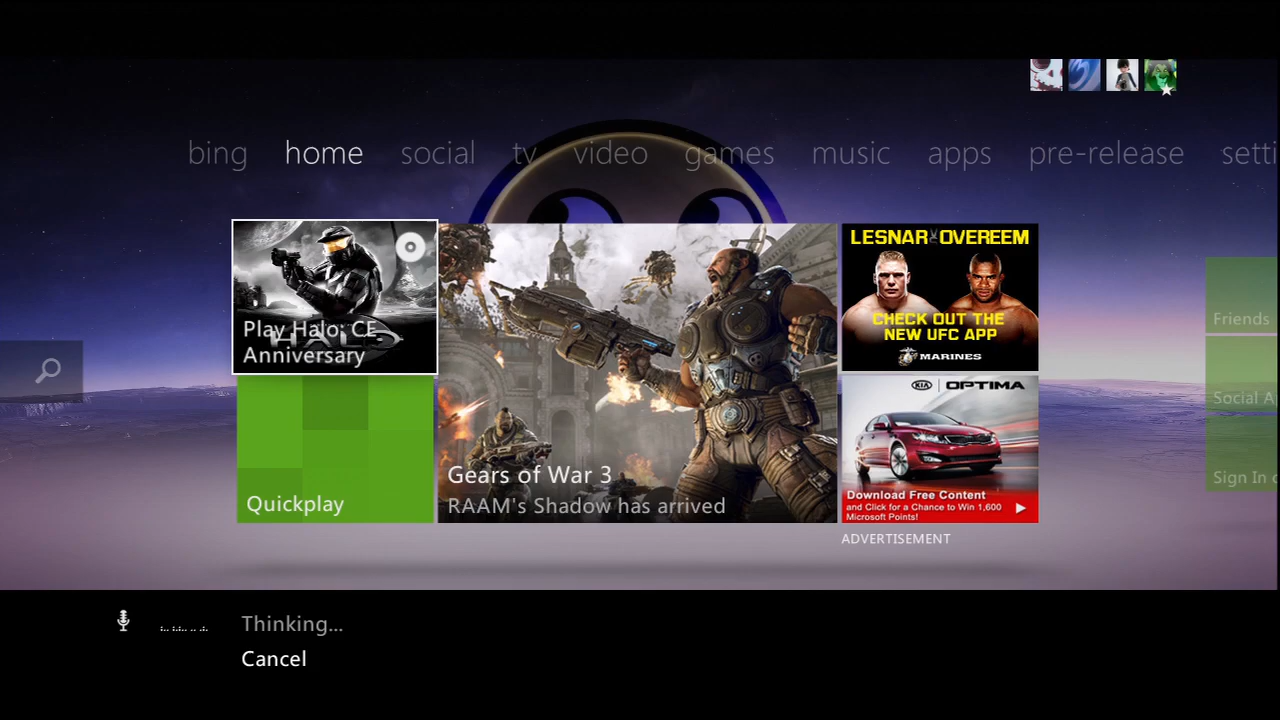 bing home social tv video games music apps pre-release setti
Play Halo: CE
Anniversary
HALO
Quickplay
Gears of War 3
RAAM's Shadow has arrived
LESNAR V OVEREEM
CHECK OUT THE
NEW UFC APP
MARINES
KIA OPTIMA
Download Free Content
and Click for a Chance to Win 1,600
Microsoft Points!
ADVERTISEMENT
Friends
Social A
Sign In o
Thinking...
Cancel